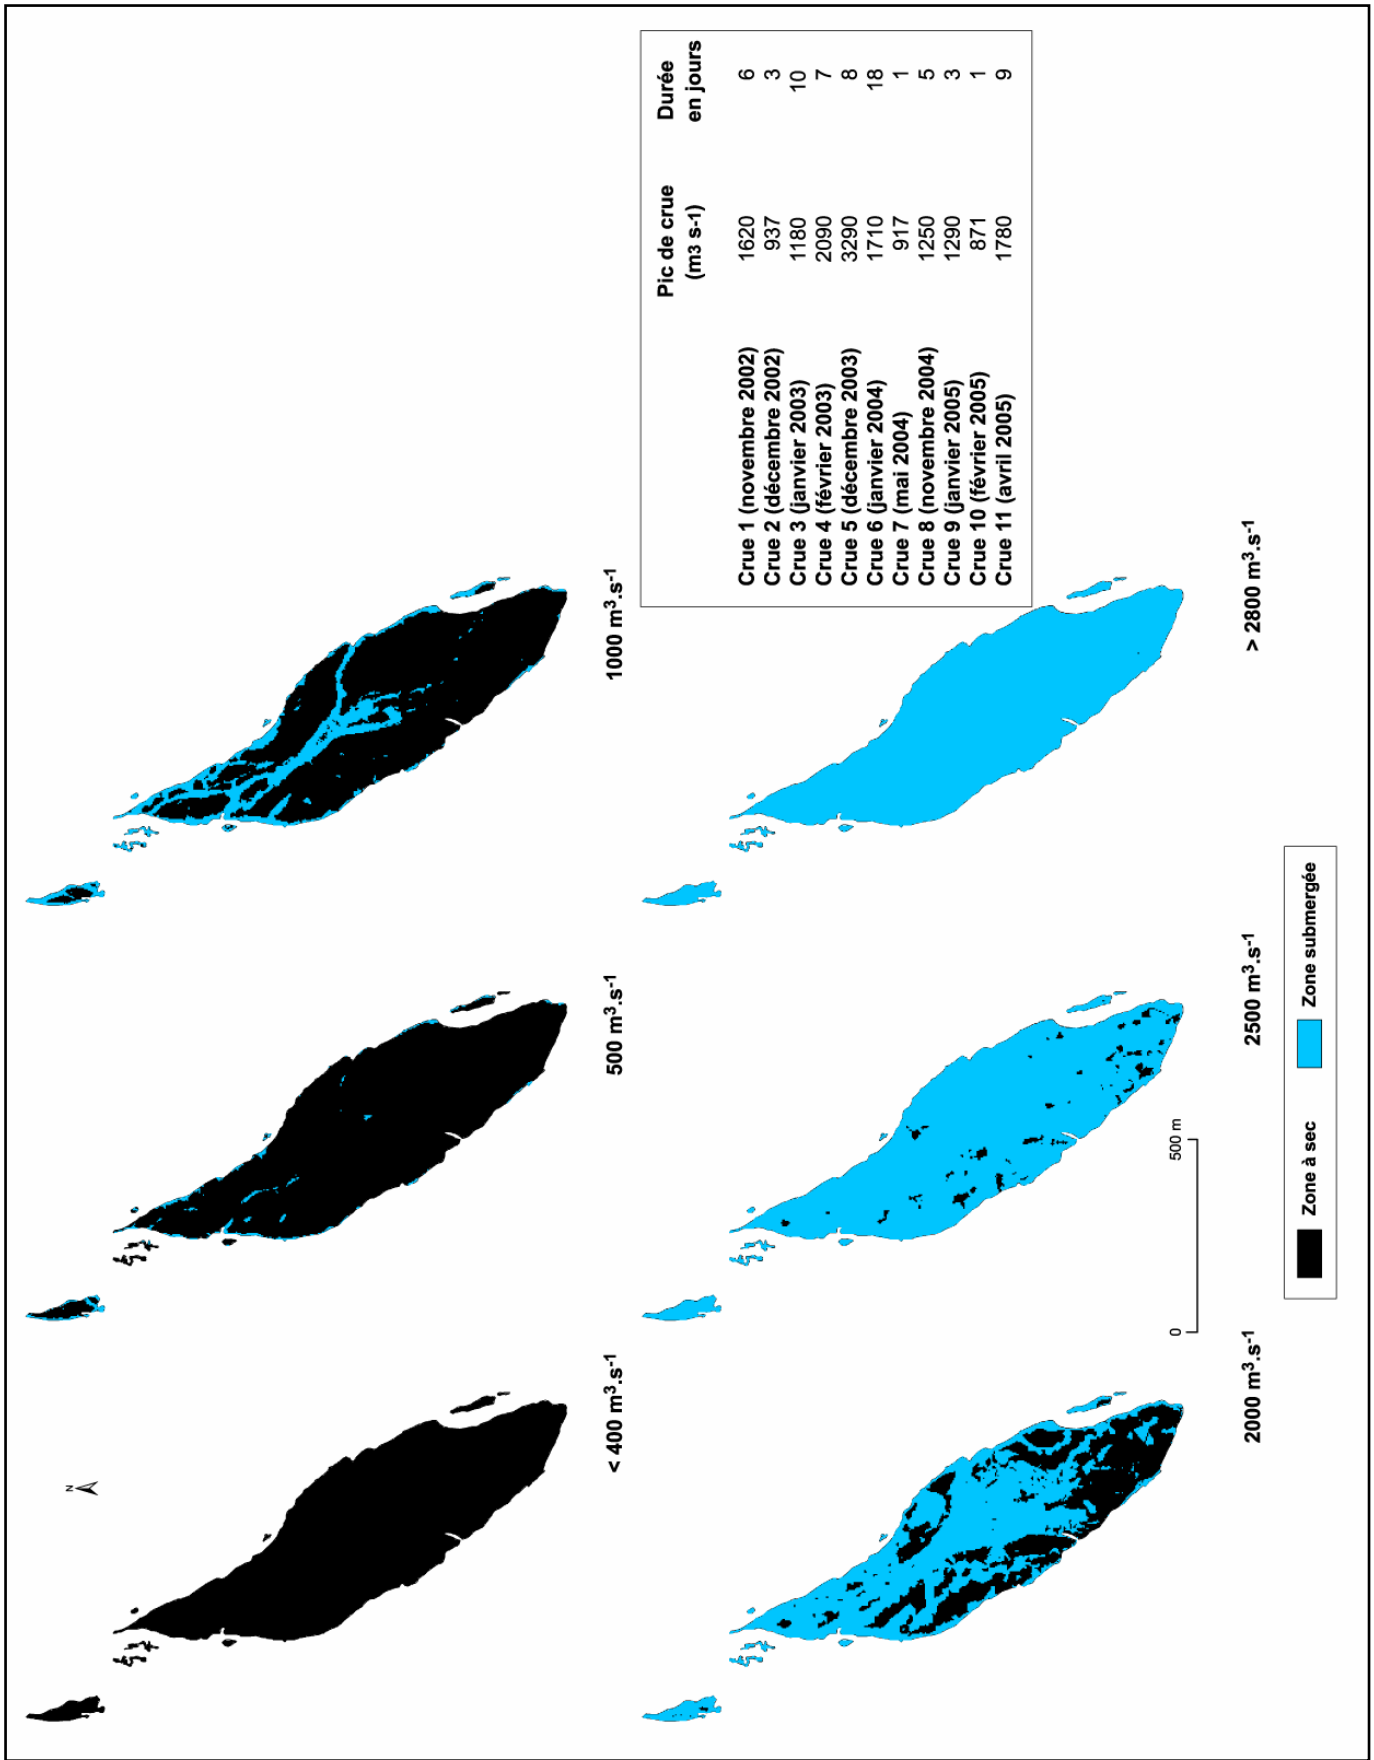 N
< 400 m3.s-1
500 m3.s-1
1000 m3.s-1
Pic de crue Durée
(m3 s-1) en jours
Crue 1 (novembre 2002) 1620 6
Crue 2 (décembre 2002) 937 3
Crue 3 (janvier 2003) 1180 10
Crue 4 (février 2003) 2090 7
Crue 5 (décembre 2003) 3290 8
Crue 6 (janvier 2004) 1710 18
Crue 7 (mai 2004) 917 1
Crue 8 (novembre 2004) 1250 5
Crue 9 (janvier 2005) 1290 3
Crue 10 (février 2005) 871 1
Crue 11 (avril 2005) 1780 9
0 500 m
2000 m3.s-1
2500 m3.s-1
> 2800 m3.s-1
Zone à sec Zone submergée